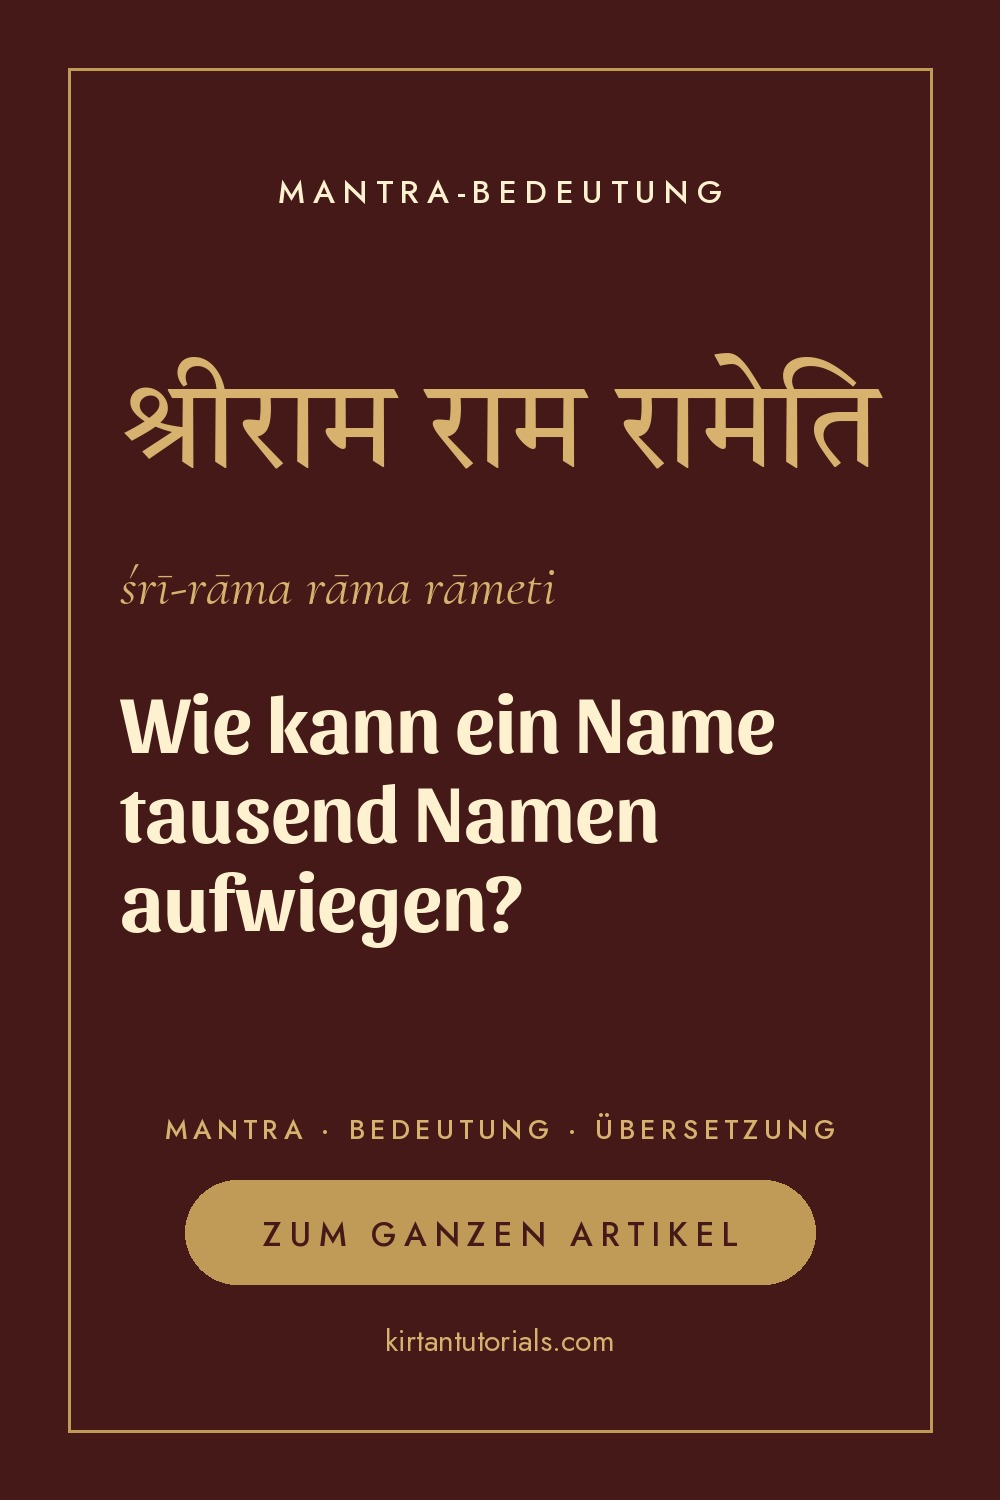 MANTRA-BEDEUTUNG
श्रीराम राम रामेति
śrī-rāma rāma rāmeti
Wie kann ein Name
tausend Namen
aufwiegen?
MANTRA · BEDEUTUNG · ÜBERSETZUNG
ZUM GANZEN ARTIKEL
kirtantutorials.com